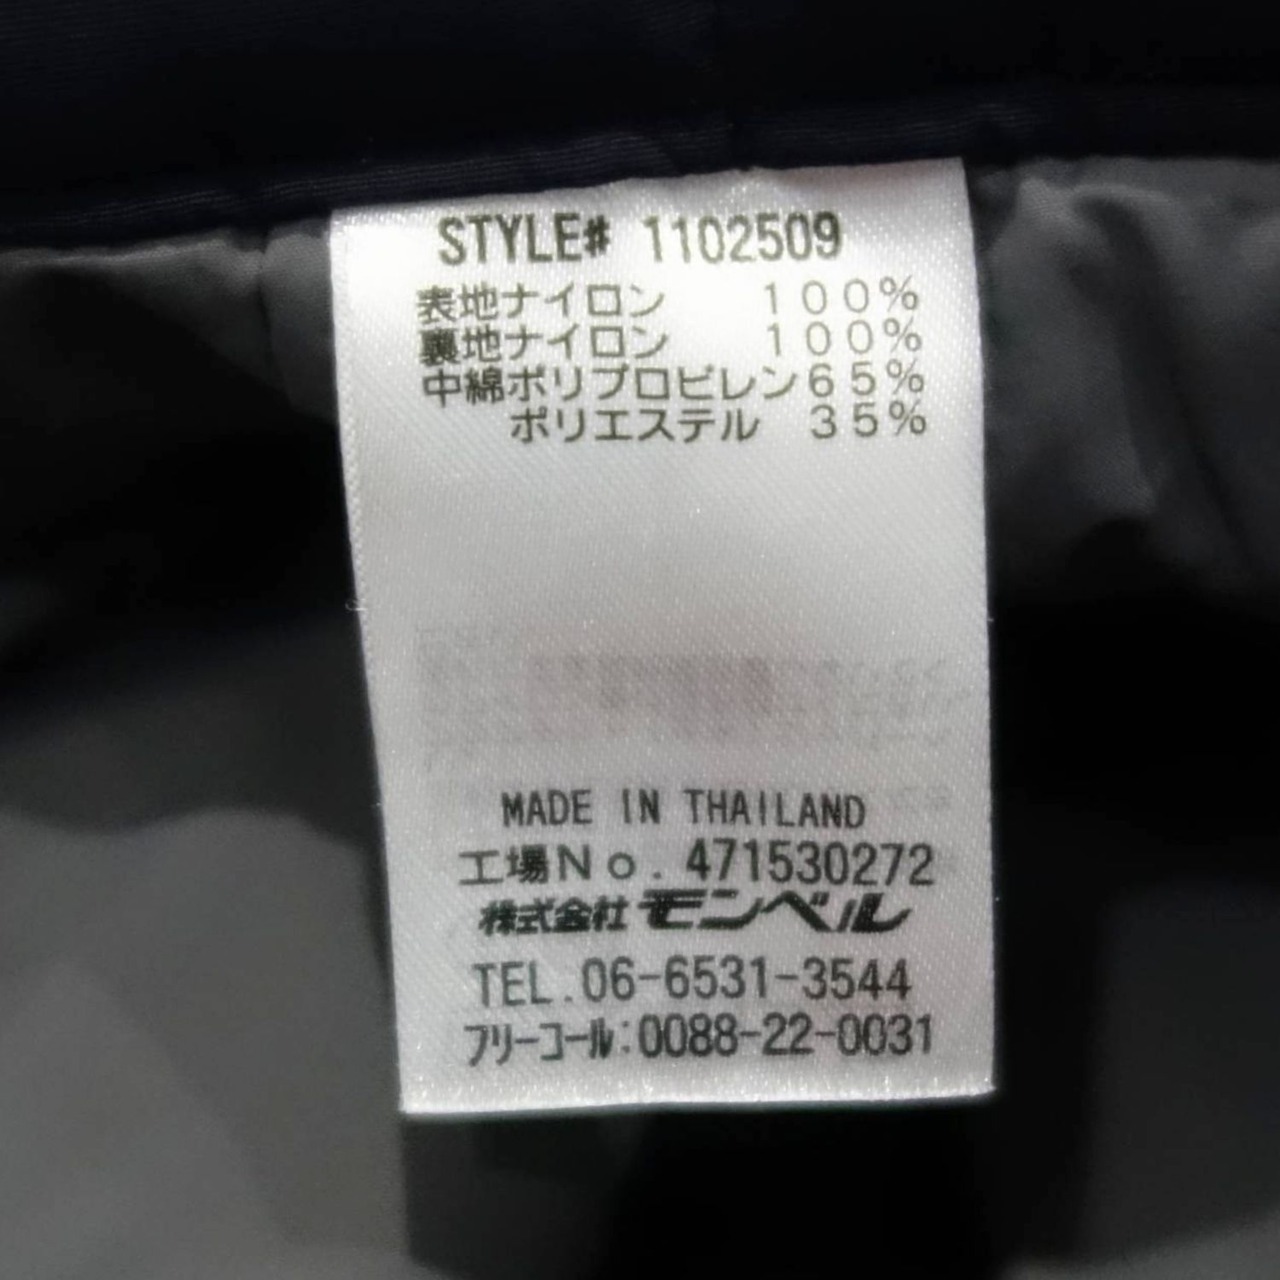 STYLE# 1102509
表地ナイロン 100%
裏地ナイロン 100%
中綿ポリプロピレン65%
ポリエステル 35%
MADE IN THAILAND
工場No.471530272
株式会社モンベル
TEL.06-6531-3544
フリーコール:0088-22-0031